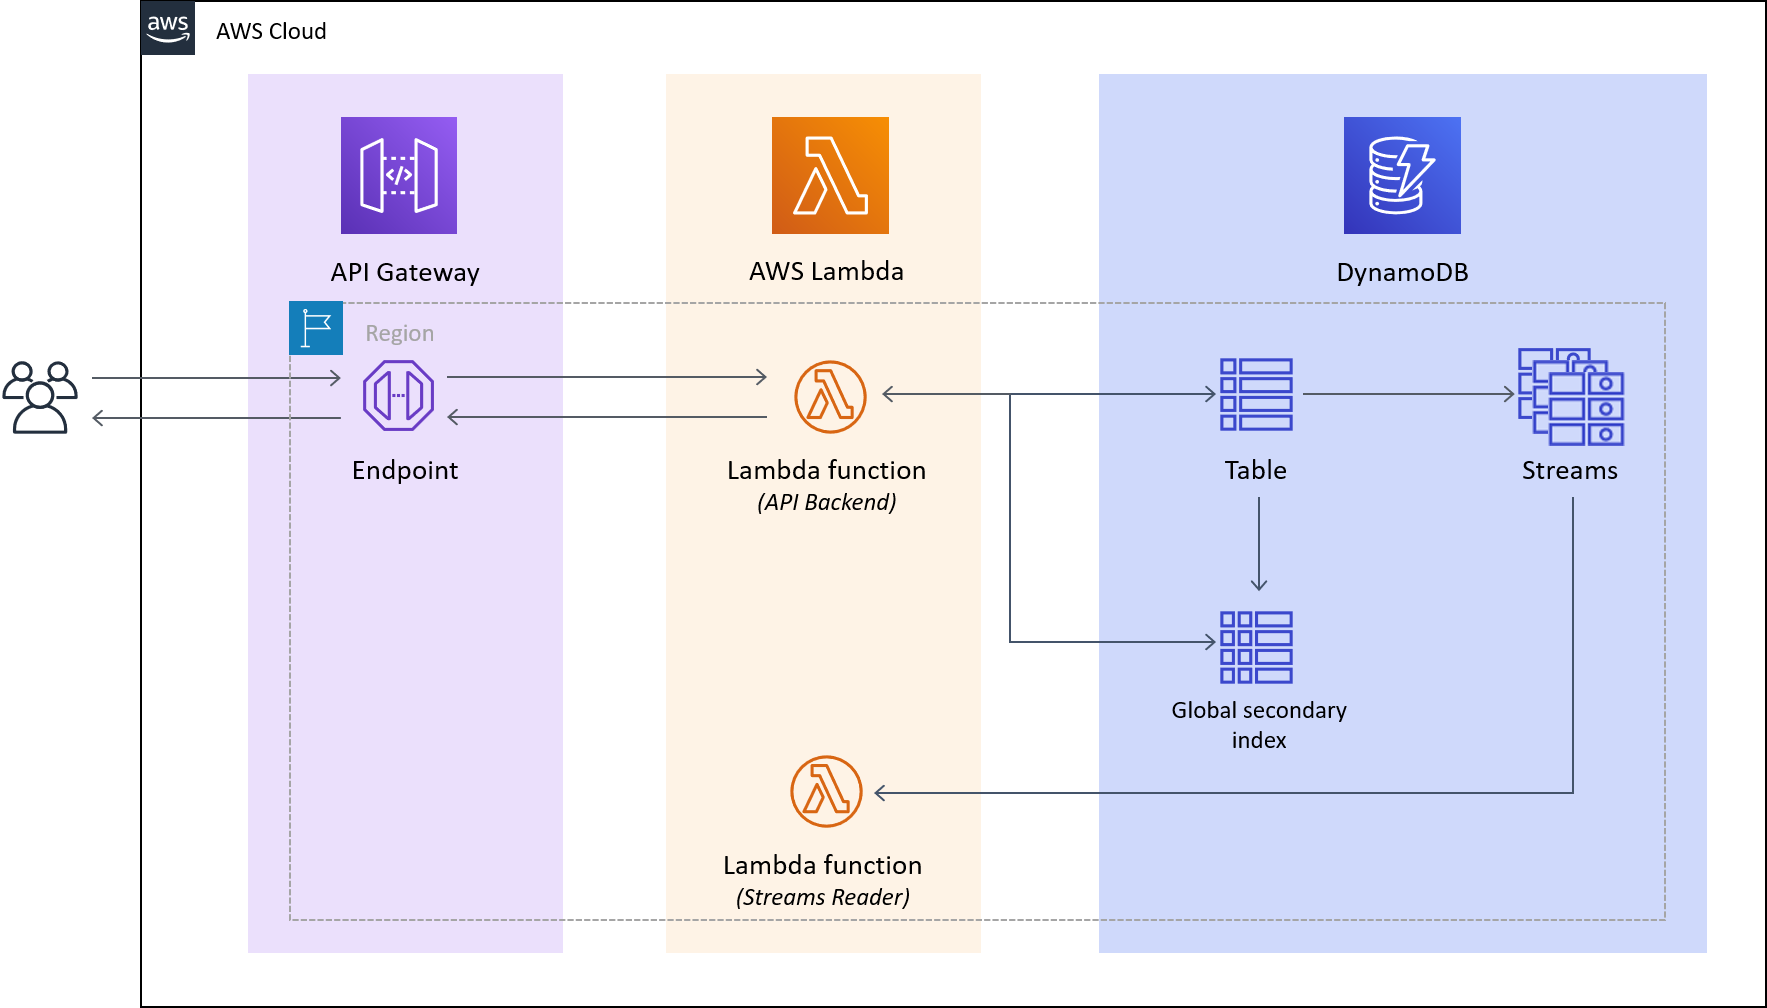 aws
AWS Cloud
API Gateway
AWS Lambda
DynamoDB
Region
Endpoint
Lambda function
(API Backend)
Table
Streams
Global secondary
index
Lambda function
(Streams Reader)